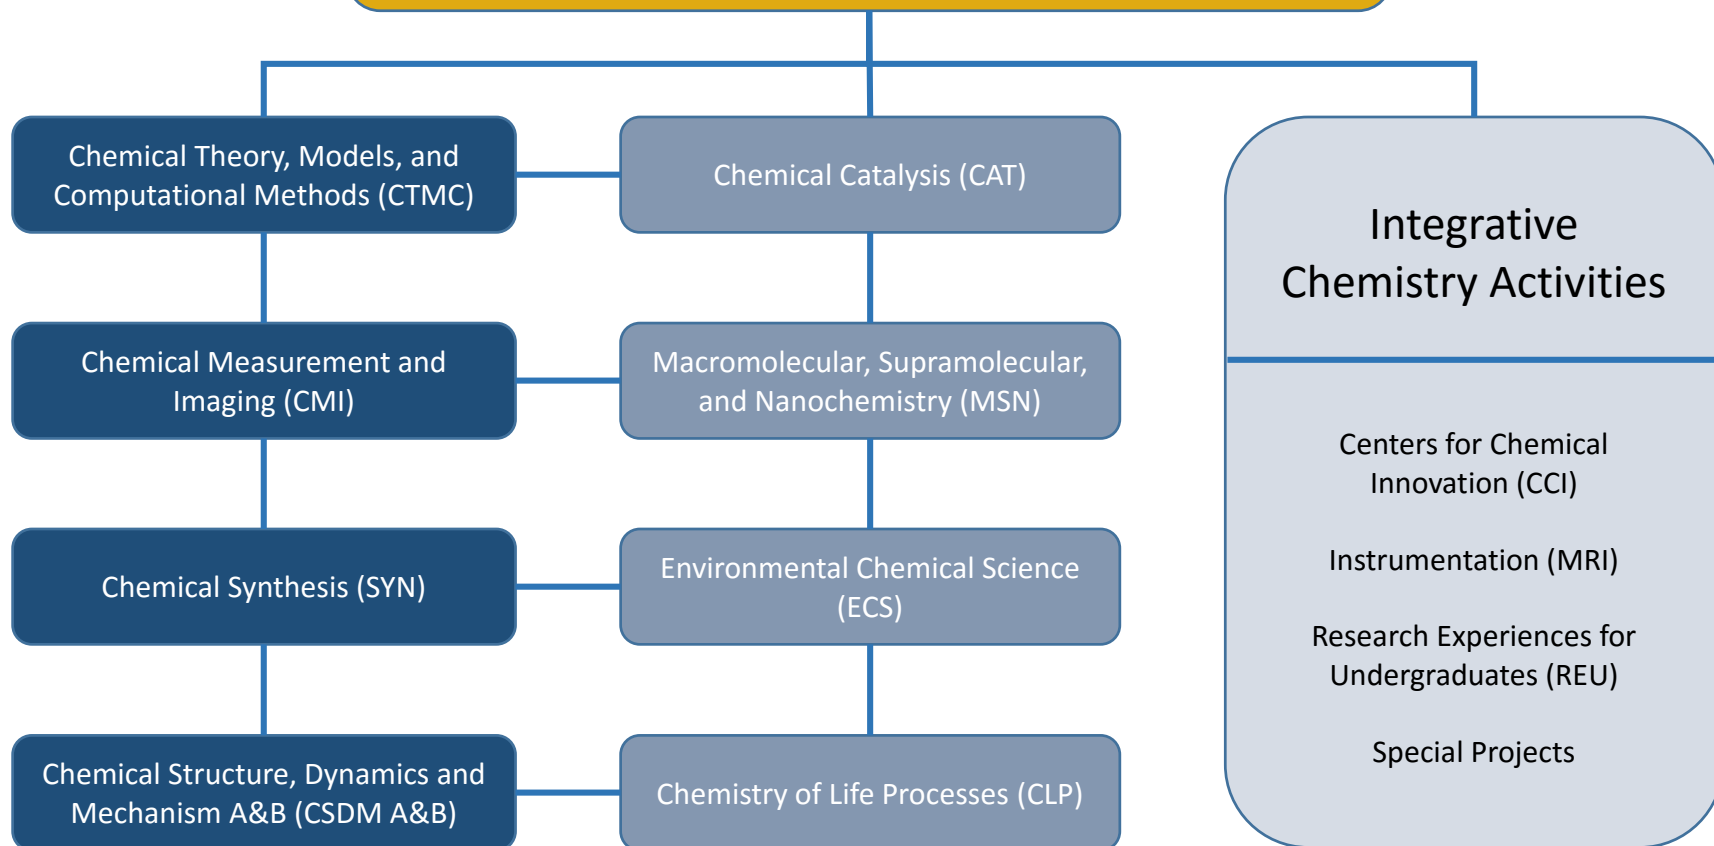 Chemical Theory, Models, and
Computational Methods (CTMC)
Chemical Catalysis (CAT)
Chemical Measurement and
Imaging (CMI)
Macromolecular, Supramolecular,
and Nanochemistry (MSN)
Chemical Synthesis (SYN)
Environmental Chemical Science
(ECS)
Chemical Structure, Dynamics and
Mechanism A&B (CSDM A&B)
Chemistry of Life Processes (CLP)
Integrative
Chemistry Activities
Centers for Chemical
Innovation (CCI)
Instrumentation (MRI)
Research Experiences for
Undergraduates (REU)
Special Projects